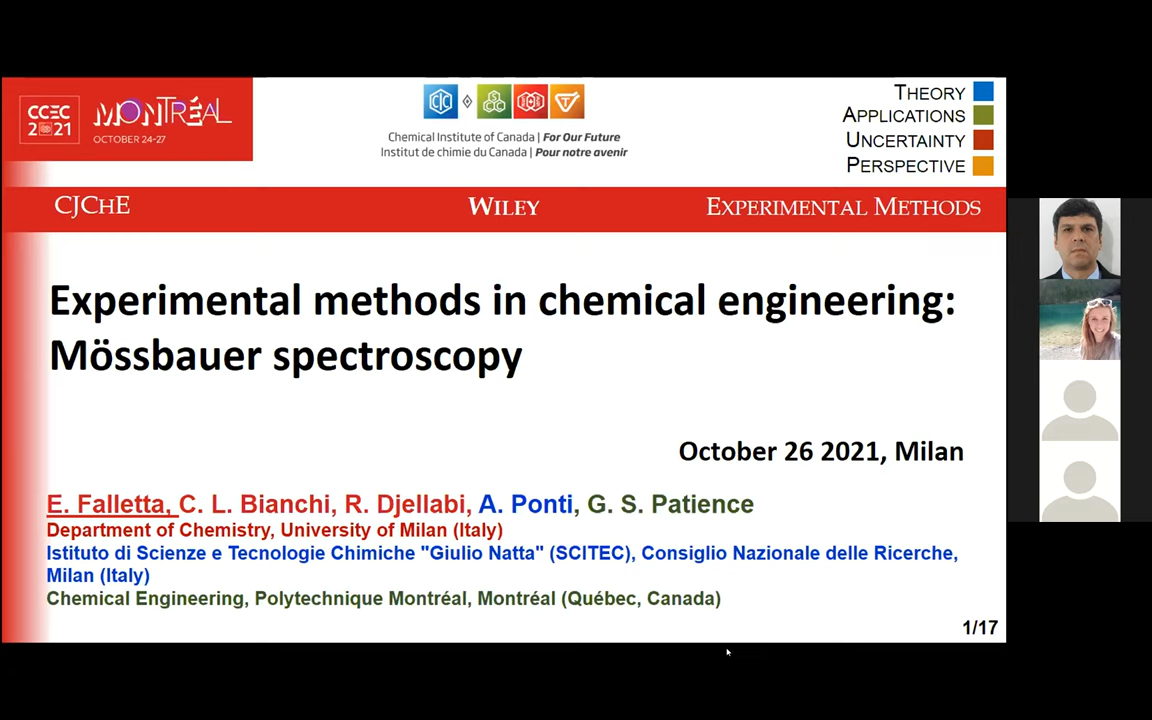 CCEC
2021
MONTRÉAL
OCTOBER 24-27
Chemical Institute of Canada | For Our Future
Institut de chimie du Canada | Pour notre avenir
THEORY
APPLICATIONS
UNCERTAINTY
PERSPECTIVE
CJCHE
WILEY
EXPERIMENTAL METHODS
Experimental methods in chemical engineering:
Mössbauer spectroscopy
October 26 2021, Milan
E. Falletta, C. L. Bianchi, R. Djellabi, A. Ponti, G. S. Patience
Department of Chemistry, University of Milan (Italy)
Istituto di Scienze e Tecnologie Chimiche "Giulio Natta" (SCITEC), Consiglio Nazionale delle Ricerche,
Milan (Italy)
Chemical Engineering, Polytechnique Montréal, Montréal (Québec, Canada)
1/17